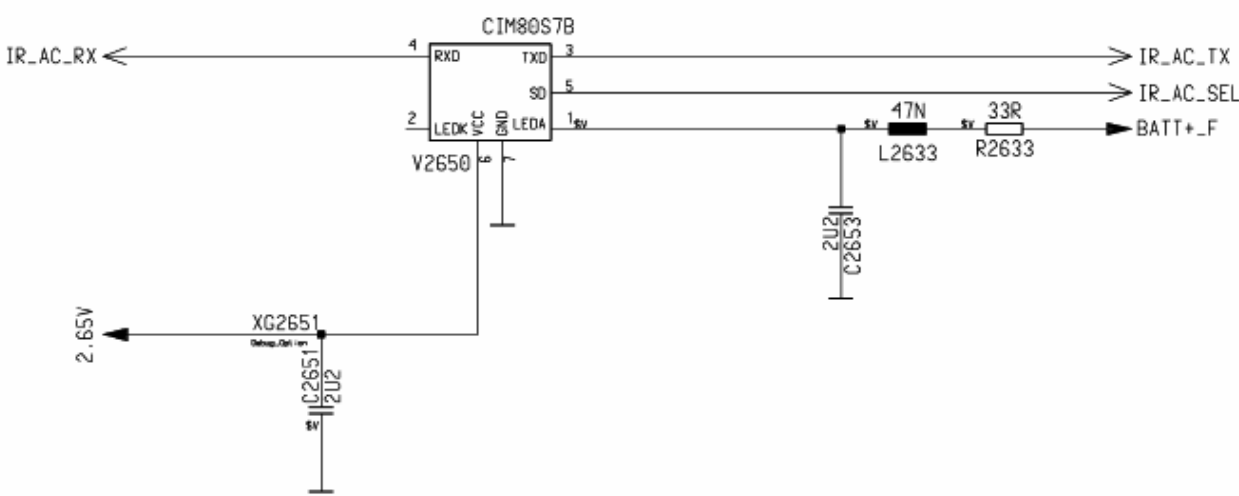 CIM80S7B
IR_AC_RX
4
RXD
TXD
3
IR_AC_TX
SD
5
IR_AC_SEL
2
LEDK
VCC
GND
LEDA
1
$V
$V
47N
$V
33R
BATT+_F
L2633
R2633
V2650
6
7
2U2
C2653
2.65V
XG2651
Debug_Option
C2651
2U2
$V